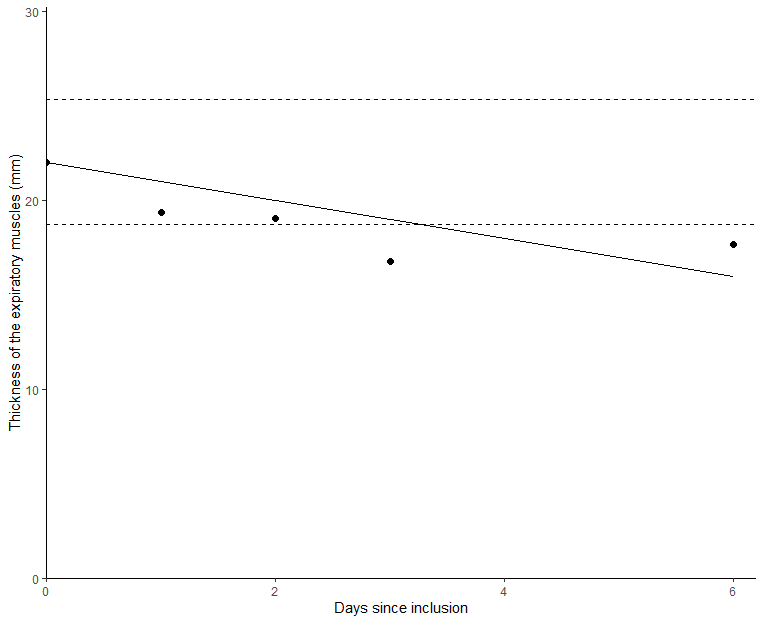 Thickness of the expiratory muscles (mm)
30
20
10
0
0 2 4 6
Days since inclusion